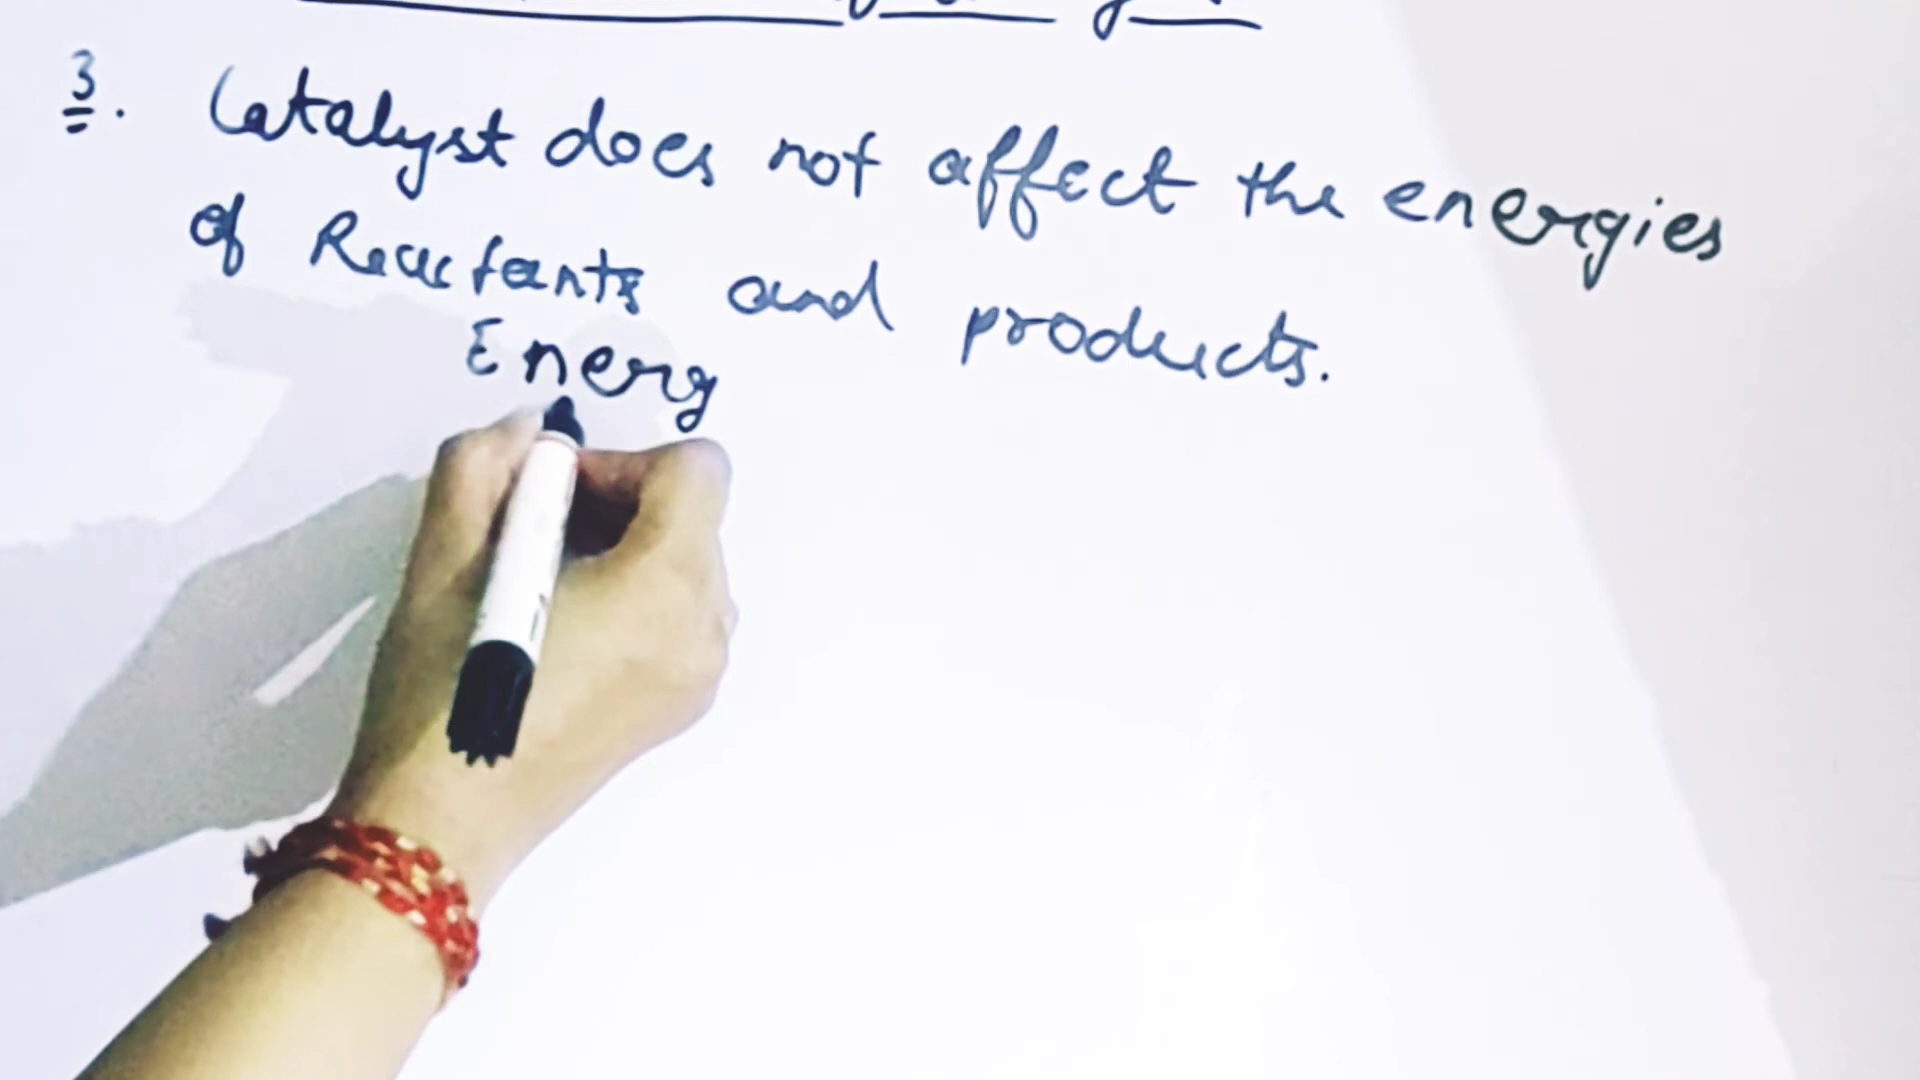 3. Catalyst does not affect the energies
of Reactants and products.
Energ